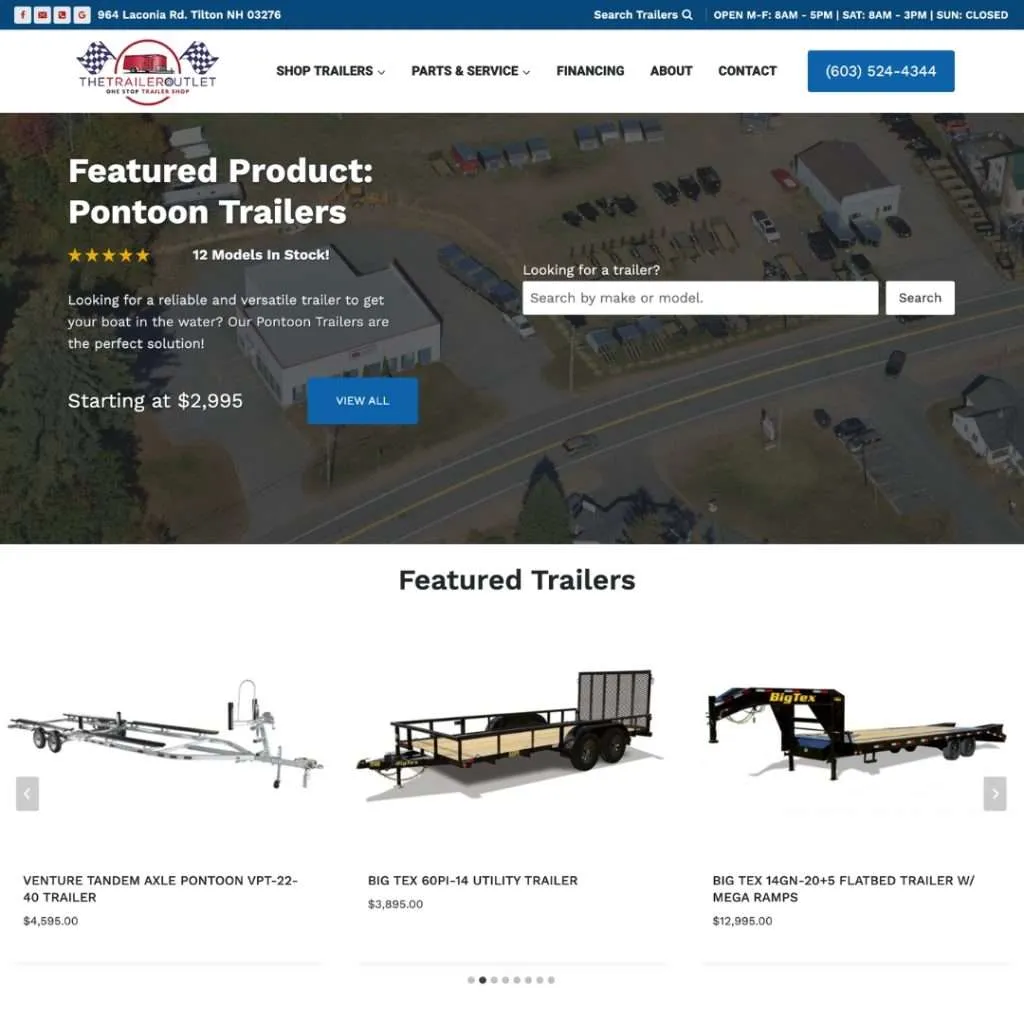 964 Laconia Rd. Tilton NH 03276
Search Trailers
OPEN M-F: 8AM - 5PM | SAT: 8AM - 3PM | SUN: CLOSED
THETRAILEROUTLET
ONE STOP TRAILER SHOP
SHOP TRAILERS
PARTS & SERVICE
FINANCING
ABOUT
CONTACT
(603) 524-4344
Featured Product:
Pontoon Trailers
12 Models In Stock!
Looking for a reliable and versatile trailer to get
your boat in the water? Our Pontoon Trailers are
the perfect solution!
Starting at $2,995
VIEW ALL
Looking for a trailer?
Search by make or model.
Search
Featured Trailers
BigTex
BigTex
VENTURE TANDEM AXLE PONTOON VPT-22-
40 TRAILER
$4,595.00
BIG TEX 60PI-14 UTILITY TRAILER
$3,895.00
BIG TEX 14GN-20+5 FLATBED TRAILER W/
MEGA RAMPS
$12,995.00